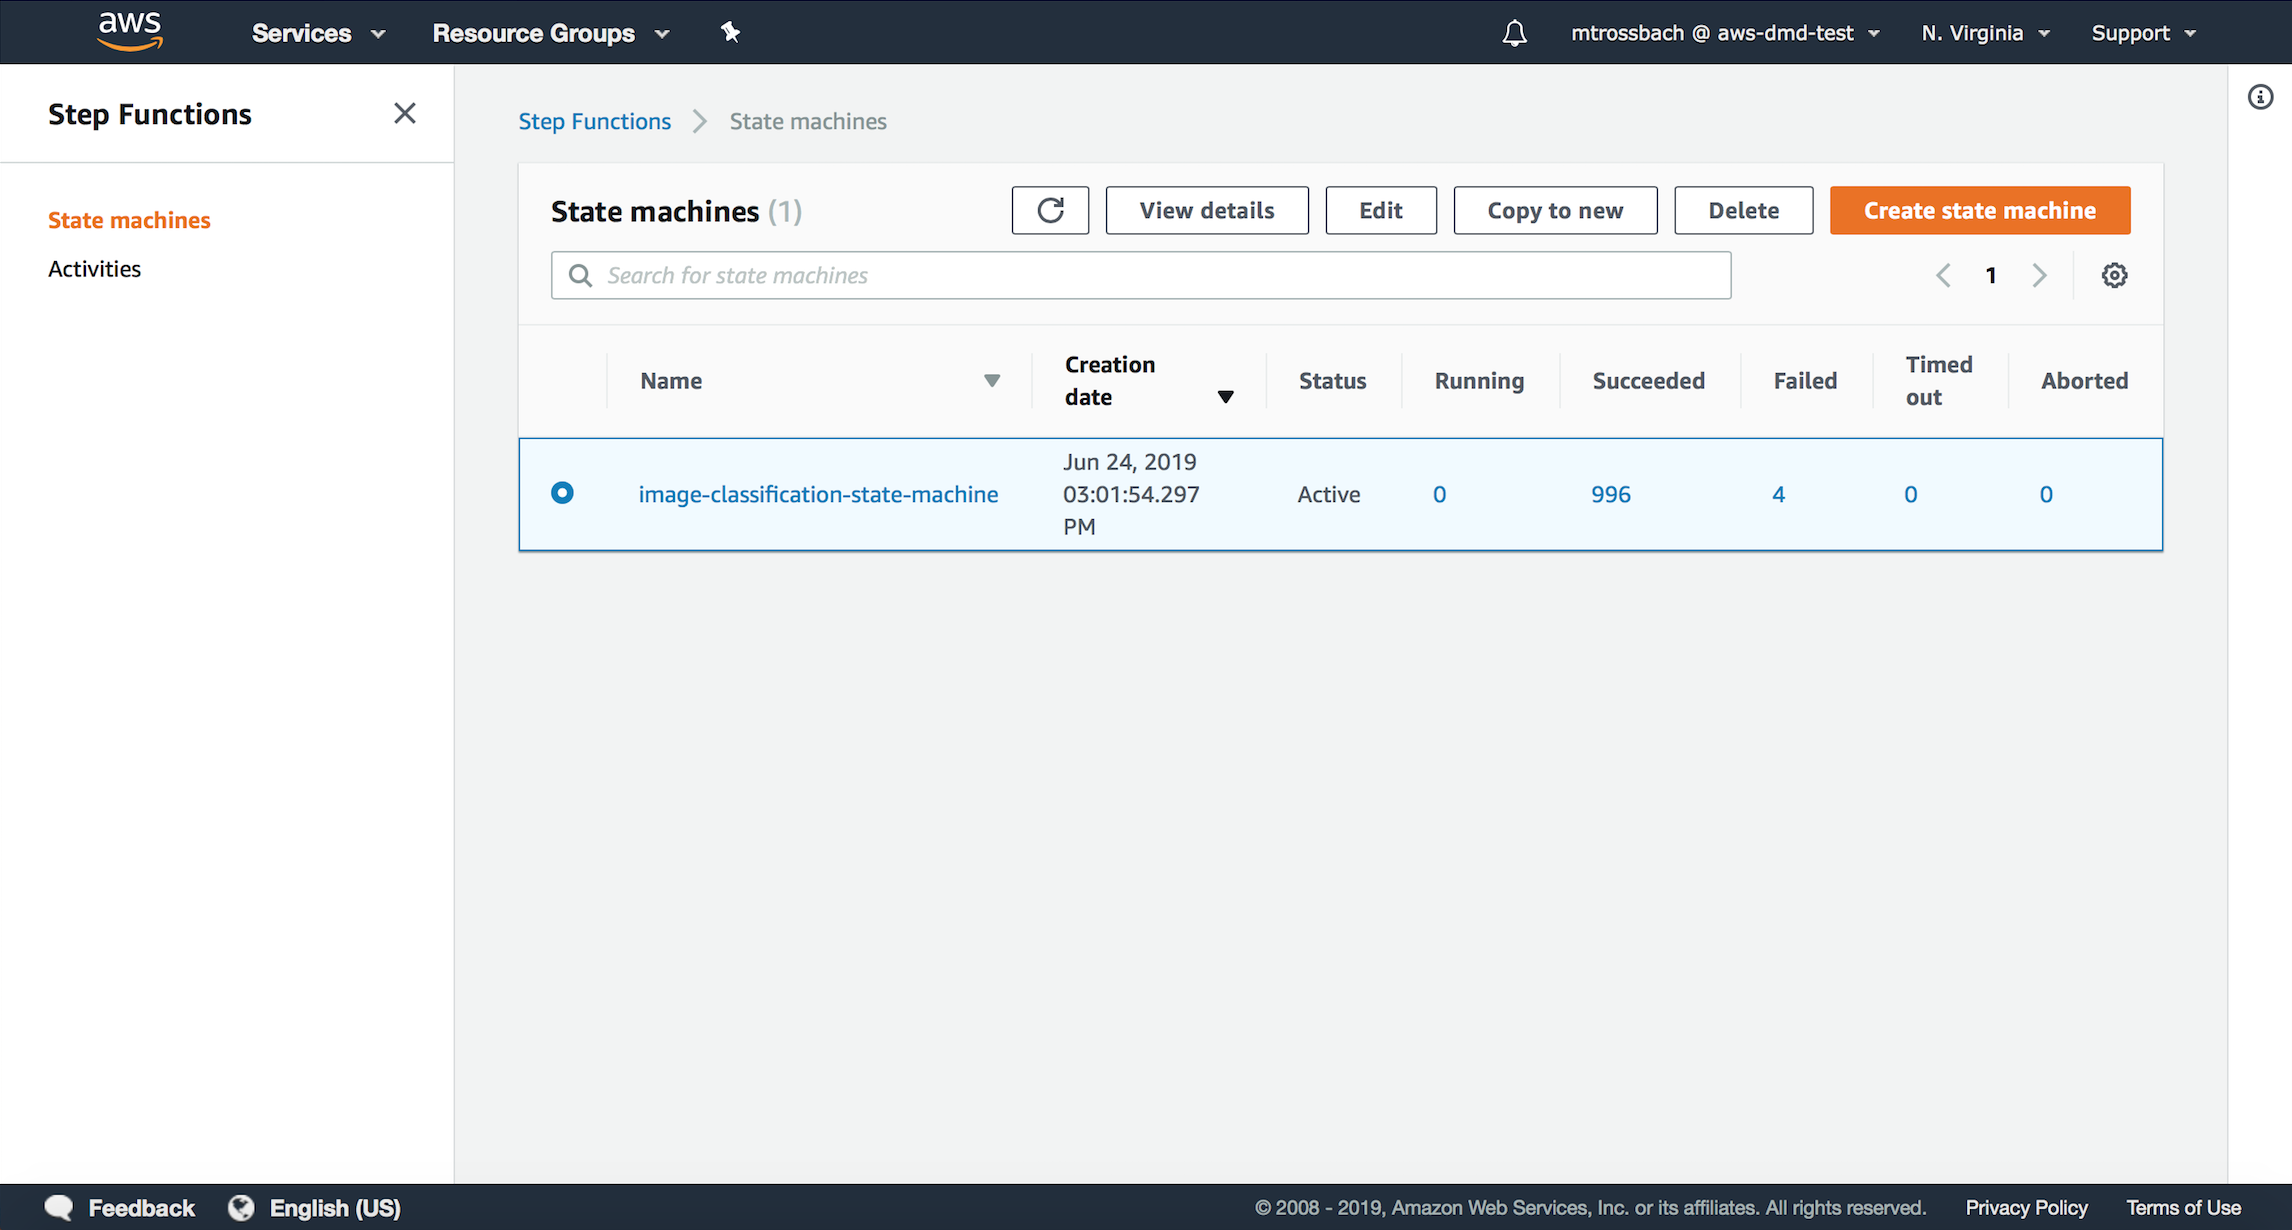 aws Services Resource Groups mtrossbach @ aws-dmd-test N. Virginia Support
Step Functions
State machines
Activities
Step Functions State machines
State machines (1) View details Edit Copy to new Delete Create state machine
Search for state machines 1
Name Creation date Status Running Succeeded Failed Timed out Aborted
image-classification-state-machine Jun 24, 2019 03:01:54.297 PM Active 0 996 4 0 0
Feedback English (US) © 2008 - 2019, Amazon Web Services, Inc. or its affiliates. All rights reserved. Privacy Policy Terms of Use